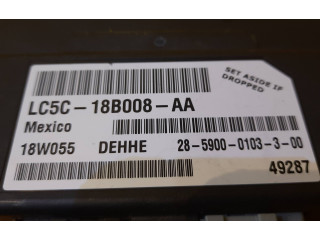 SET ASIDE IF
DROPPED
LC5C-18B008-AA
Mexico
18W055 DEHHE 28-5900-0103-3-00
49287